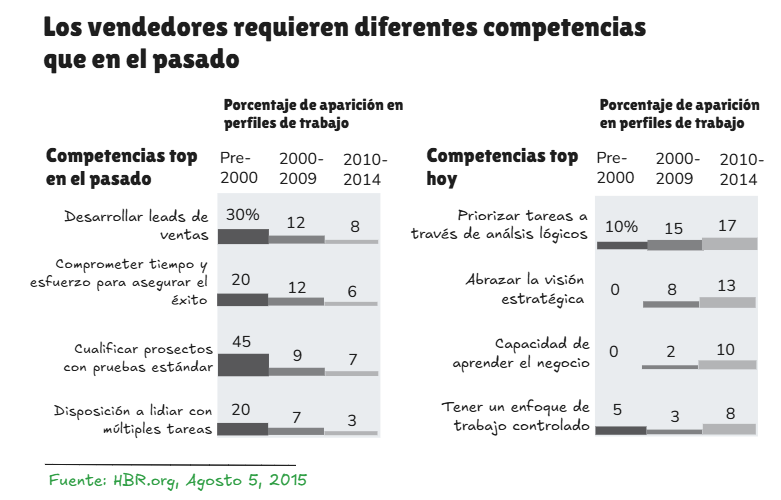 Los vendedores requieren diferentes competencias
que en el pasado
Porcentaje de aparición en
perfiles de trabajo
Competencias top
en el pasado
Pre-
2000
2000-
2009
2010-
2014
Desarrollar leads de
ventas
30%
12
8
Comprometer tiempo y
esfuerzo para asegurar el
éxito
20
12
6
Cualificar prosectos
con pruebas estándar
45
9
7
Disposición a lidiar con
múltiples tareas
20
7
3
Porcentaje de aparición
en perfiles de trabajo
Competencias top
hoy
Pre-
2000
2000-
2009
2010-
2014
Priorizar tareas a
través de análsis lógicos
10%
15
17
Abrazar la visión
estratégica
0
8
13
Capacidad de
aprender el negocio
0
2
10
Tener un enfoque de
trabajo controlado
5
3
8
Fuente: HBR.org, Agosto 5, 2015